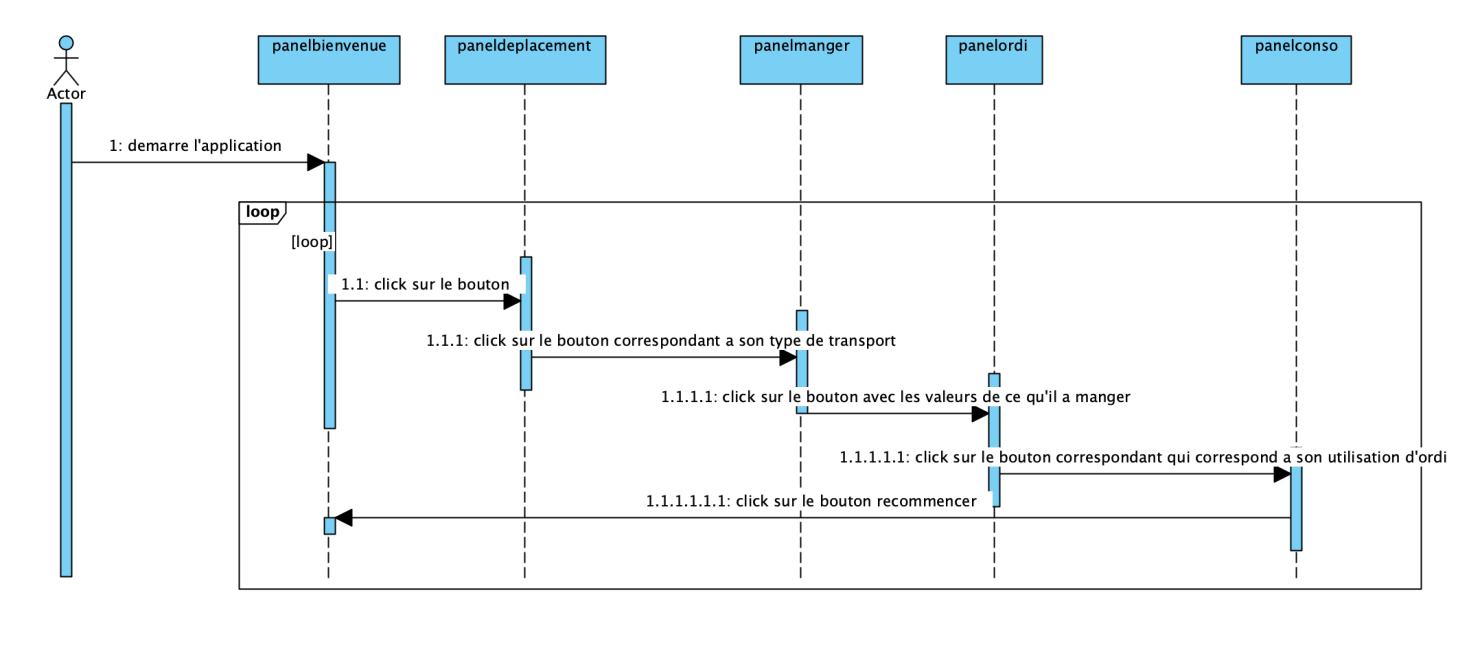 panelbienvenue
paneldeplacement
panelmanger
panelordi
panelconso
Actor
1: demarre l'application
loop
[loop]
1.1: click sur le bouton
1.1.1: click sur le bouton correspondant a son type de transport
1.1.1.1: click sur le bouton avec les valeurs de ce qu'il a manger
1.1.1.1.1: click sur le bouton correspondant qui correspond a son utilisation d'ordi
1.1.1.1.1.1: click sur le bouton recommencer